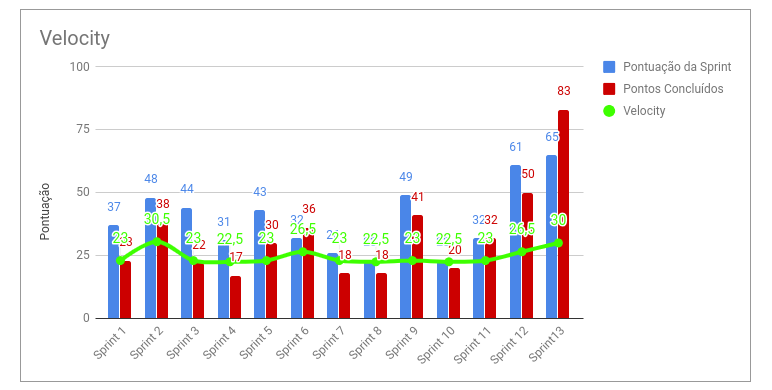 Velocity
100
75
50
25
0
Pontuação
Pontuação da Sprint
Pontos Concluídos
Velocity
37
48
44
31
43
32
49
32
61
65
38
22
17
30
36
18
18
41
20
32
50
83
23
30,5
23
22,5
23
26,5
23
22,5
23
22,5
23
26,5
30
Sprint 1
Sprint 2
Sprint 3
Sprint 4
Sprint 5
Sprint 6
Sprint 7
Sprint 8
Sprint 9
Sprint 10
Sprint 11
Sprint 12
Sprint13